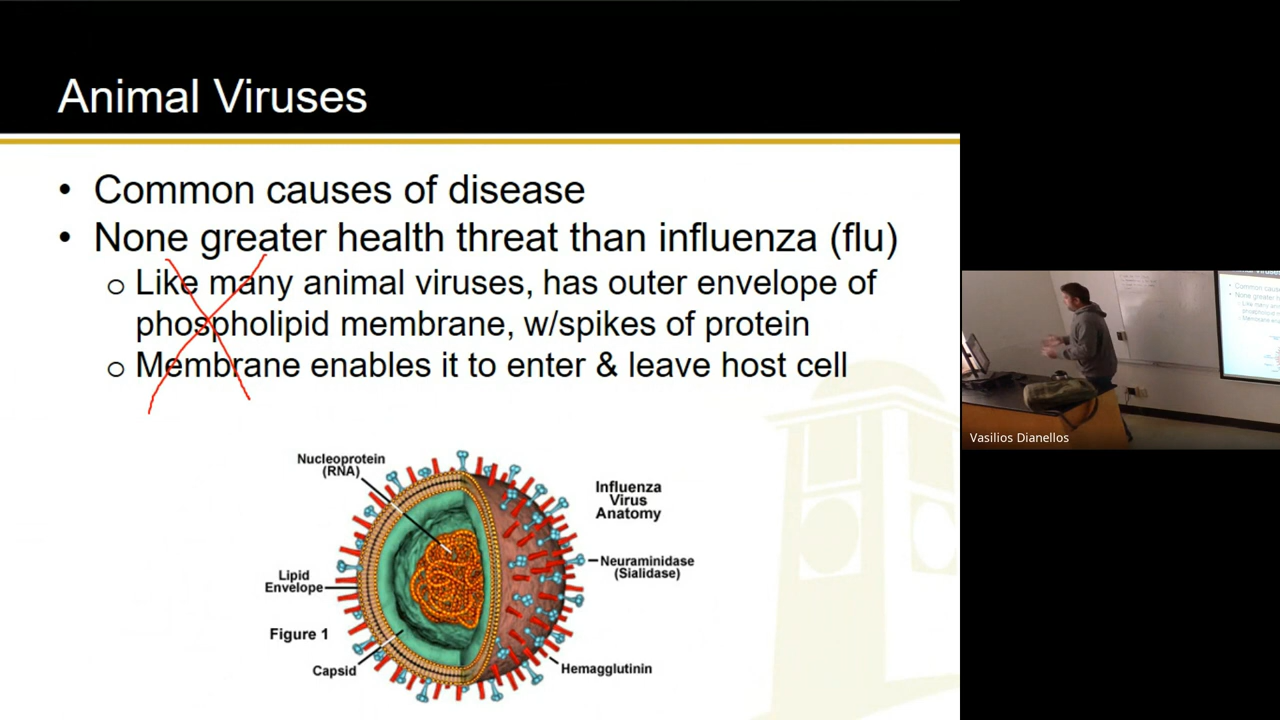 Animal Viruses
• Common causes of disease
• None greater health threat than influenza (flu)
o Like many animal viruses, has outer envelope of
phospholipid membrane, w/spikes of protein
o Membrane enables it to enter & leave host cell
Nucleoprotein
(RNA)
Influenza
Virus
Anatomy
Neuraminidase
(Sialidase)
Lipid
Envelope
Figure 1
Capsid
Hemagglutinin
Vasilios Dianellos